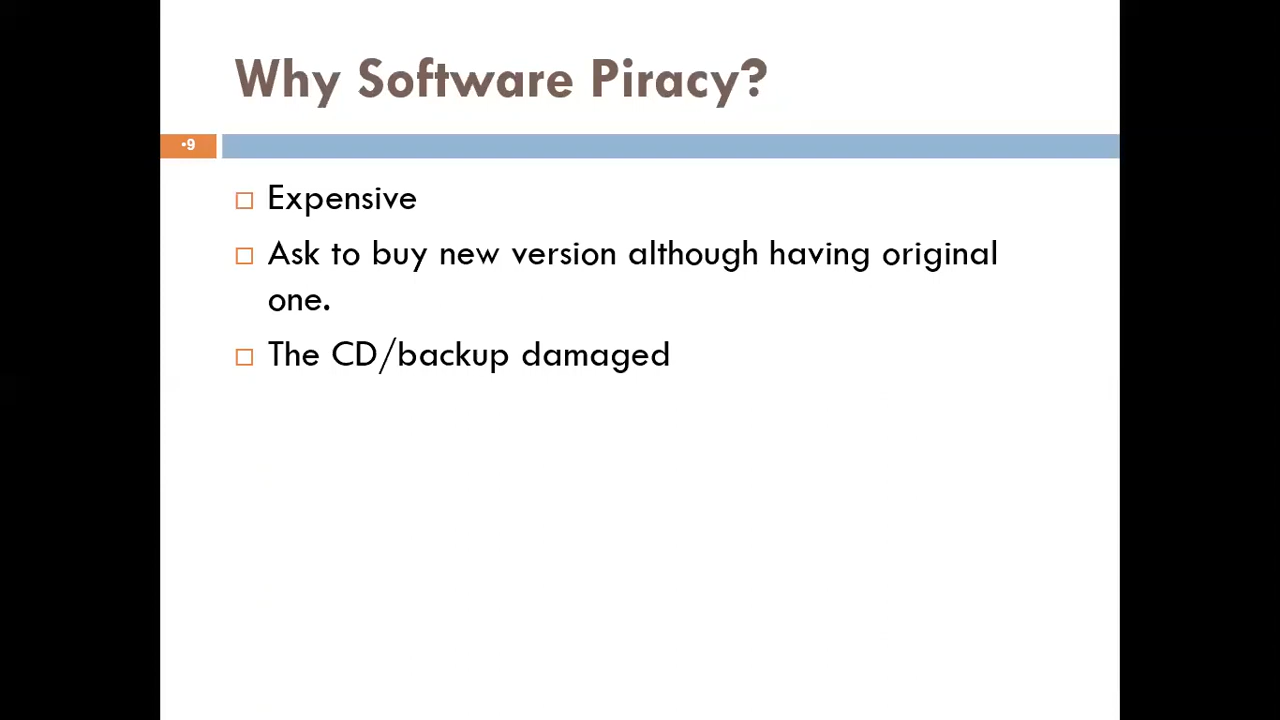 Why Software Piracy?
•9
Expensive
Ask to buy new version although having original
one.
The CD/backup damaged